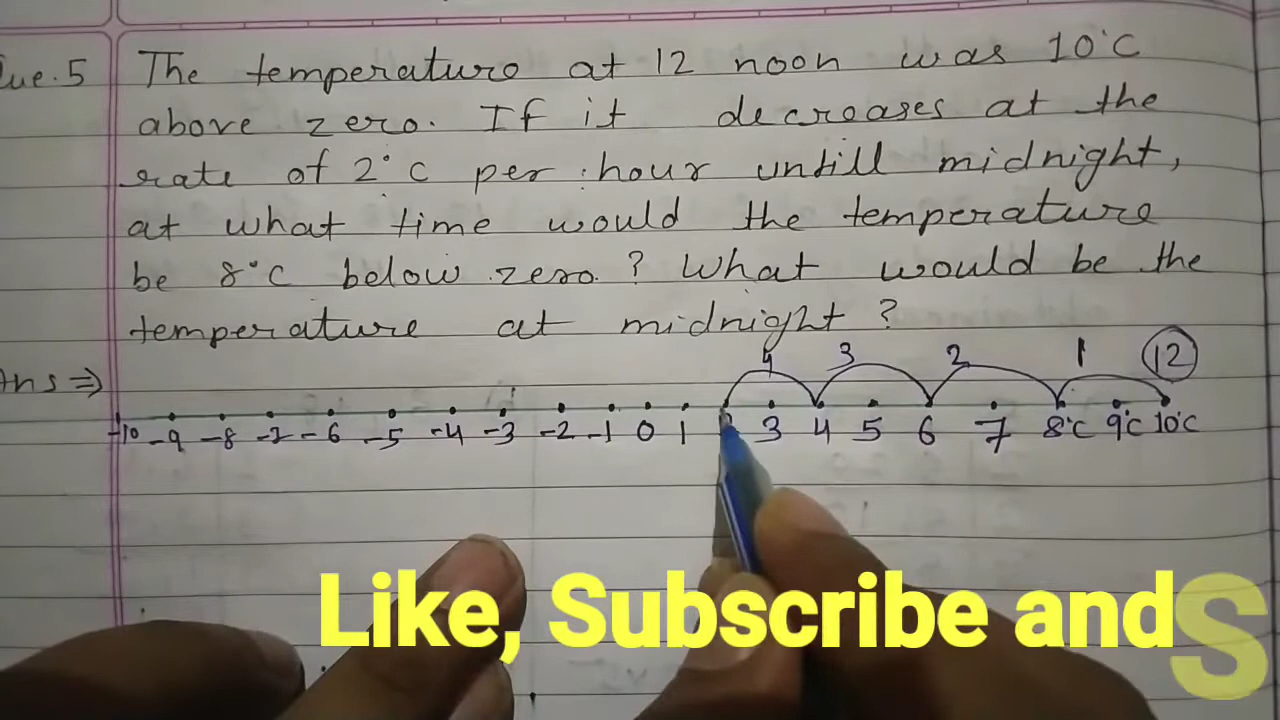 ue.5 The temperature at 12 noon was 10°C
above zero. If it decreases at the
rate of 2°C per hour untill midnight,
at what time would the temperature
be 8°C below zero? What would be the
temperature at midnight?
ns ⇒ 4 3 2 1 12
-10 -9 -8 -7 -6 -5 -4 -3 -2 -1 0 1 3 4 5 6 7 8°C 9°C 10°C
Like, Subscribe and S